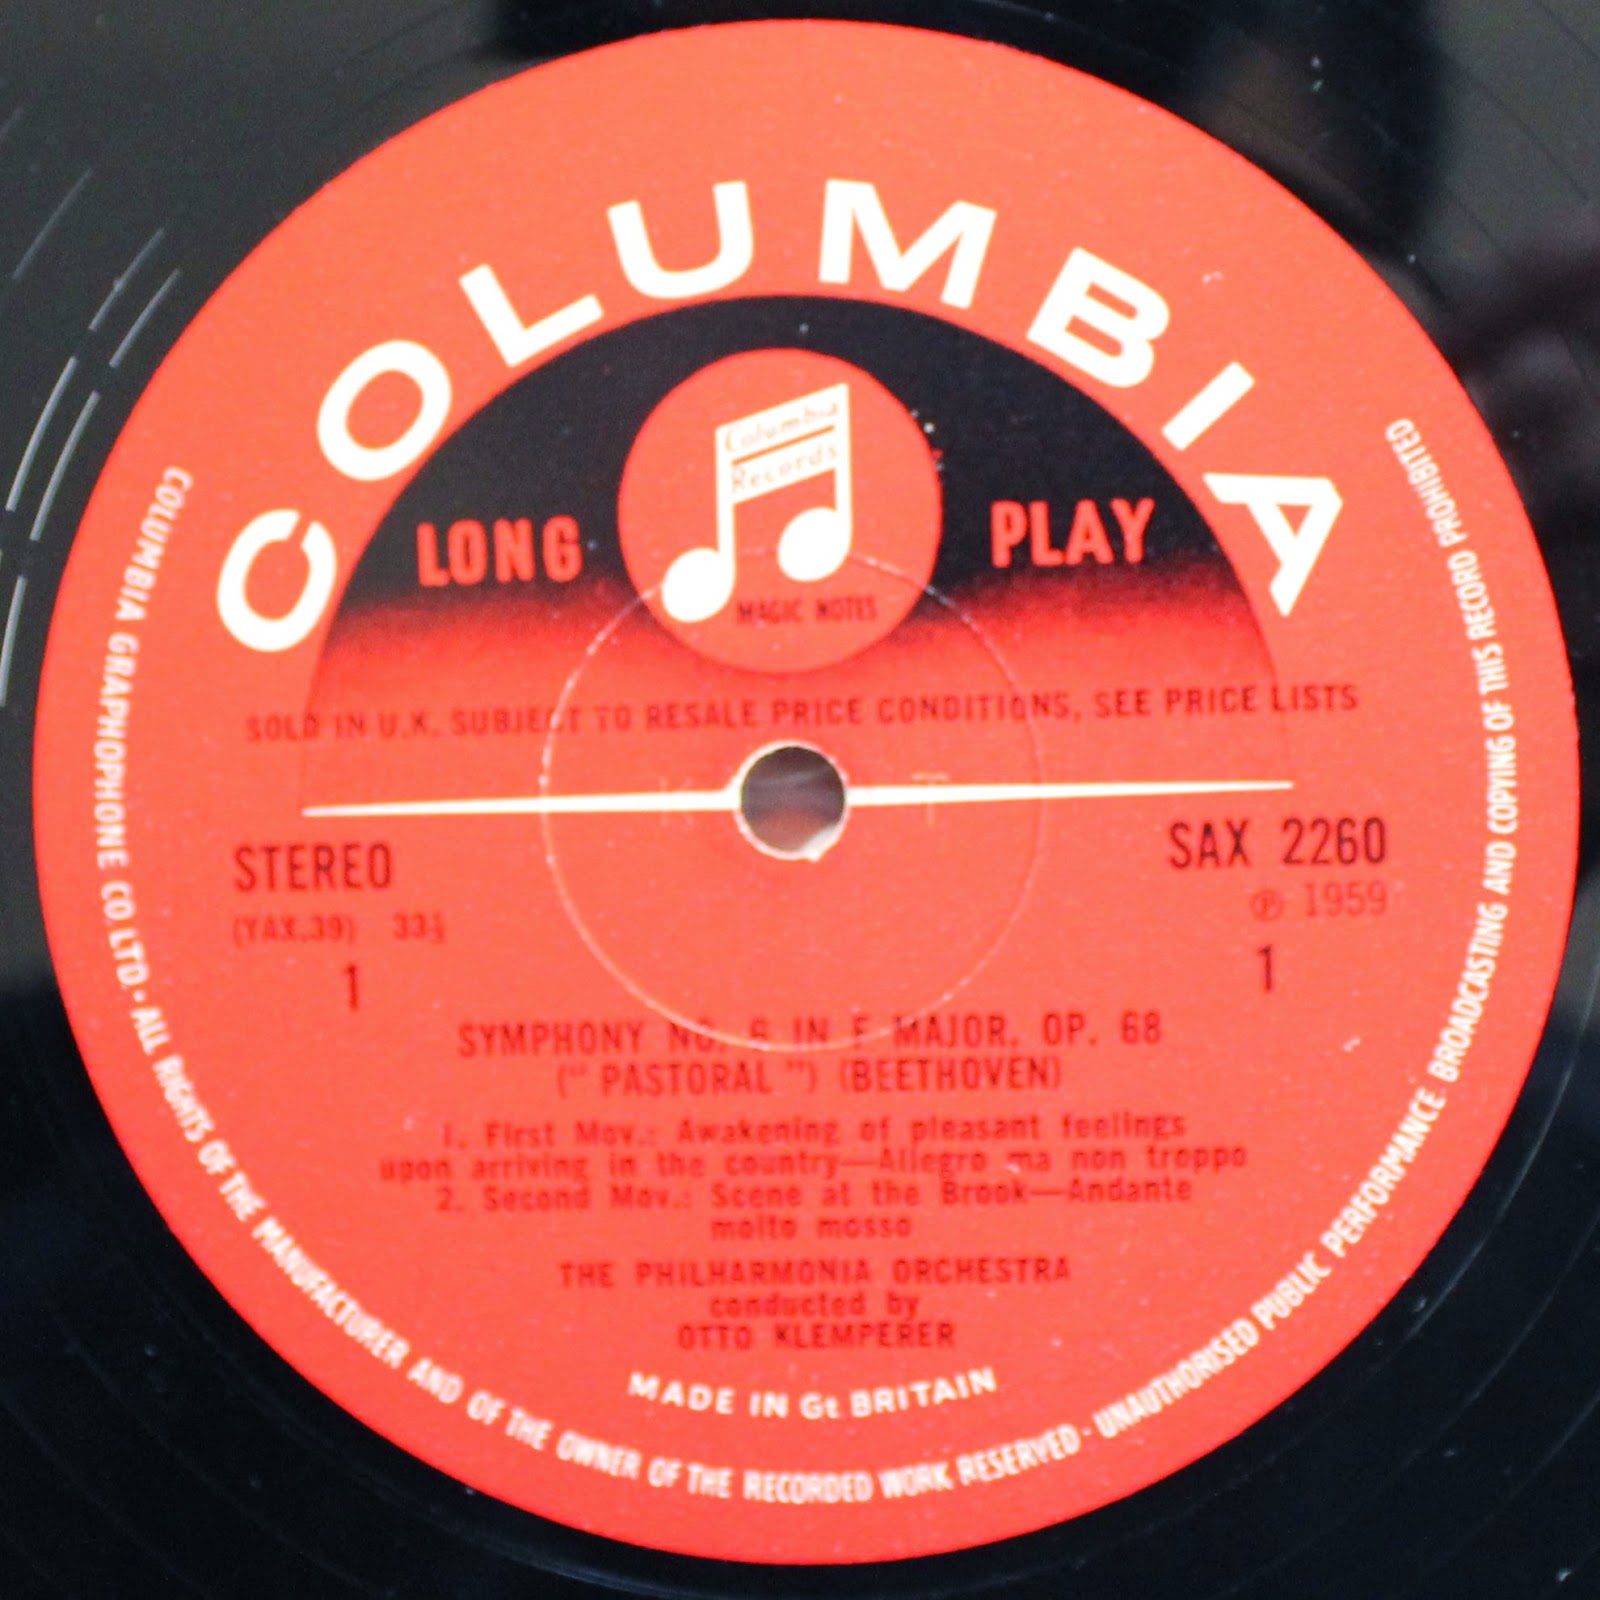 COLUMBIA
Columbia
Records
LONG PLAY
MAGIC NOTES
SOLD IN U.K. SUBJECT TO RESALE PRICE CONDITIONS, SEE PRICE LISTS
K T
STEREO SAX 2260
(YAX.39) 33⅓ ℗ 1959
1 1
SYMPHONY NO. 6 IN F MAJOR, OP. 68
("PASTORAL") (BEETHOVEN)
1. First Mov.: Awakening of pleasant feelings
upon arriving in the country—Allegro ma non troppo
2. Second Mov.: Scene at the Brook—Andante
molto mosso
THE PHILHARMONIA ORCHESTRA
conducted by
OTTO KLEMPERER
MADE IN Gt. BRITAIN
COLUMBIA GRAPHOPHONE CO. LTD · ALL RIGHTS OF THE MANUFACTURER AND OF THE OWNER OF THE RECORDED WORK RESERVED · UNAUTHORISED PUBLIC PERFORMANCE. BROADCASTING AND COPYING OF THIS RECORD PROHIBITED